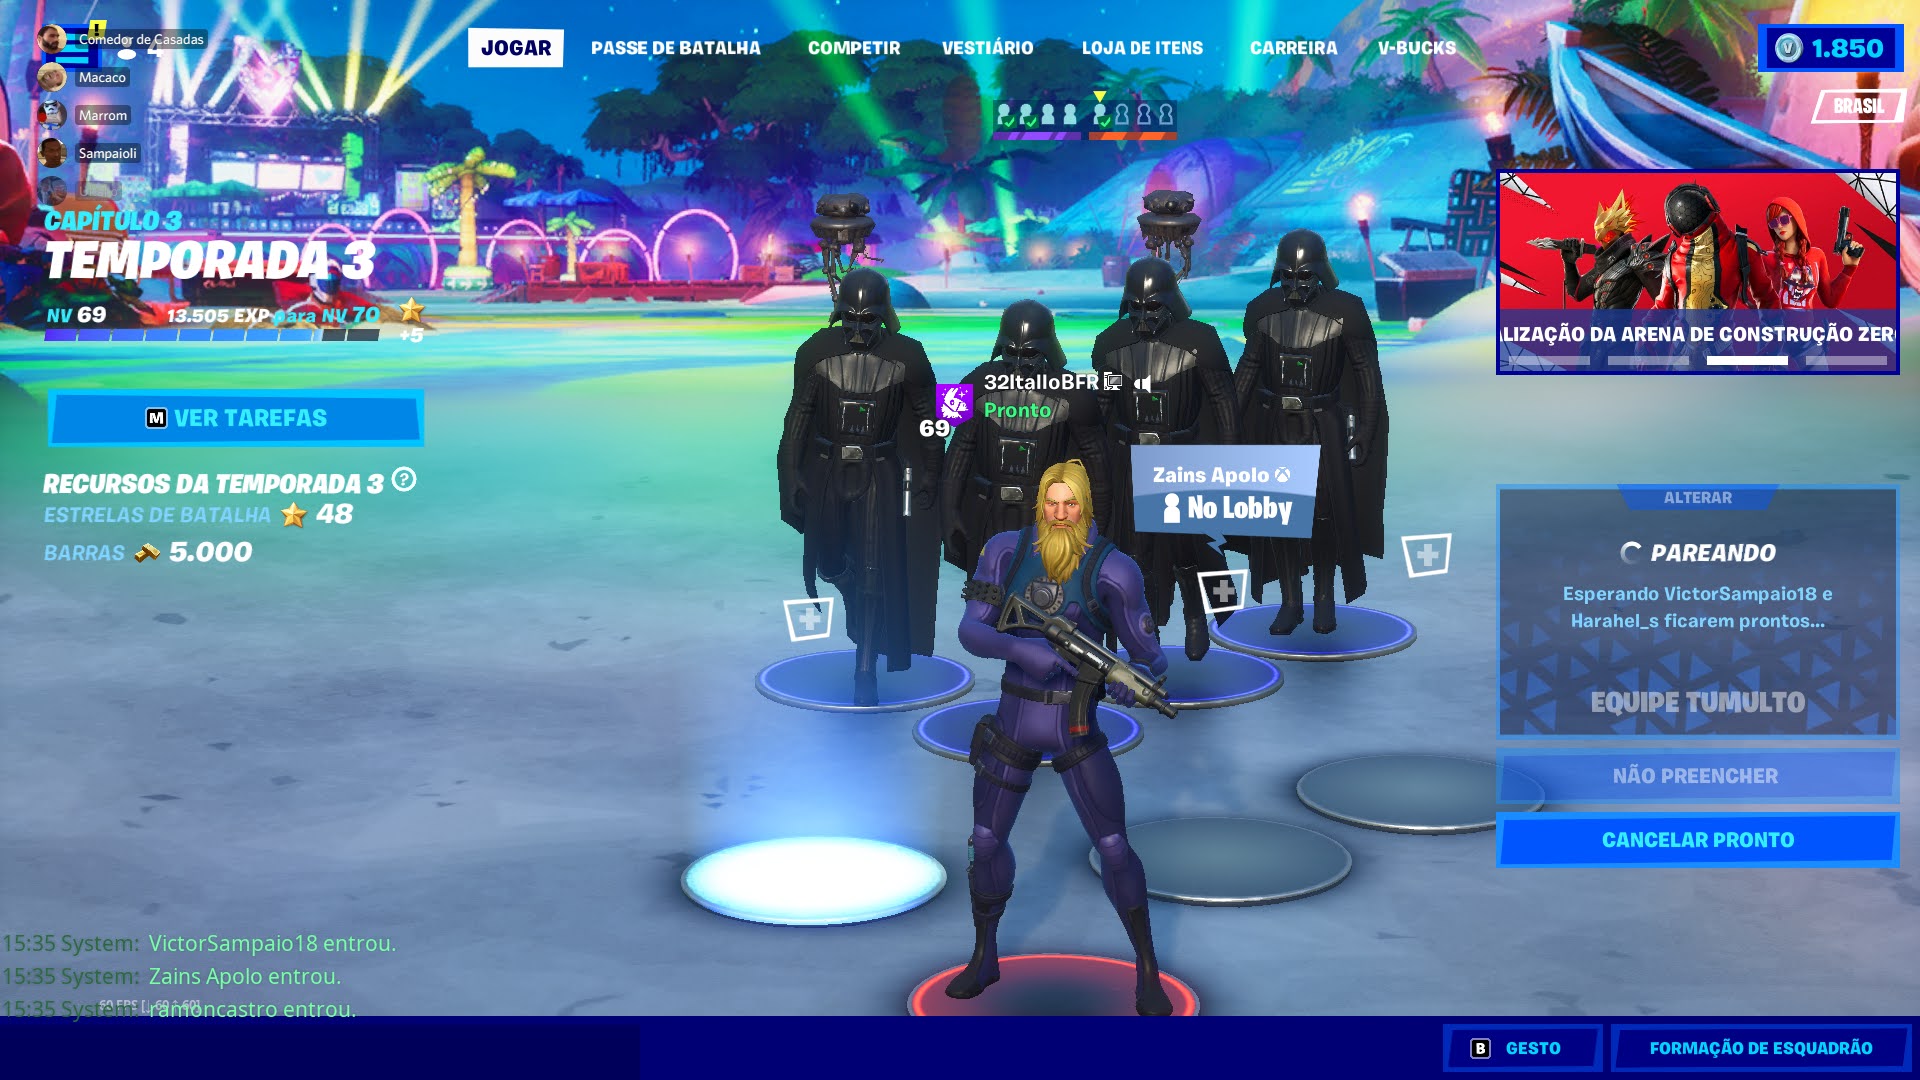 Comedor de Casadas
4
Macaco
Marrom
Sampaioli
JOGAR
PASSE DE BATALHA
COMPETIR
VESTIÁRIO
LOJA DE ITENS
CARREIRA
V-BUCKS
1.850
BRASIL
CAPÍTULO 3
TEMPORADA 3
NV 69
13.505 EXP para NV 70
+5
M VER TAREFAS
RECURSOS DA TEMPORADA 3 ?
ESTRELAS DE BATALHA 48
BARRAS 5.000
32ItalloBFR
Pronto
69
Zains Apolo
No Lobby
LIZAÇÃO DA ARENA DE CONSTRUÇÃO ZER
ALTERAR
PAREANDO
Esperando VictorSampaio18 e
Harahel_s ficarem prontos...
EQUIPE TUMULTO
NÃO PREENCHER
CANCELAR PRONTO
15:35 System: VictorSampaio18 entrou.
15:35 System: Zains Apolo entrou.
15:35 System: ramoncastro entrou.
B GESTO
FORMAÇÃO DE ESQUADRÃO